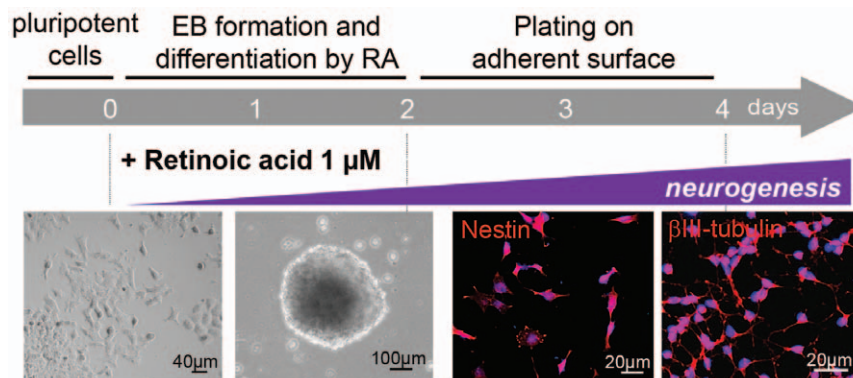 pluripotent
cells
EB formation and
differentiation by RA
Plating on
adherent surface
0 1 2 3 4 days
+ Retinoic acid 1 µM
neurogenesis
Nestin
βIII-tubulin
40µm
100µm
20µm
20µm